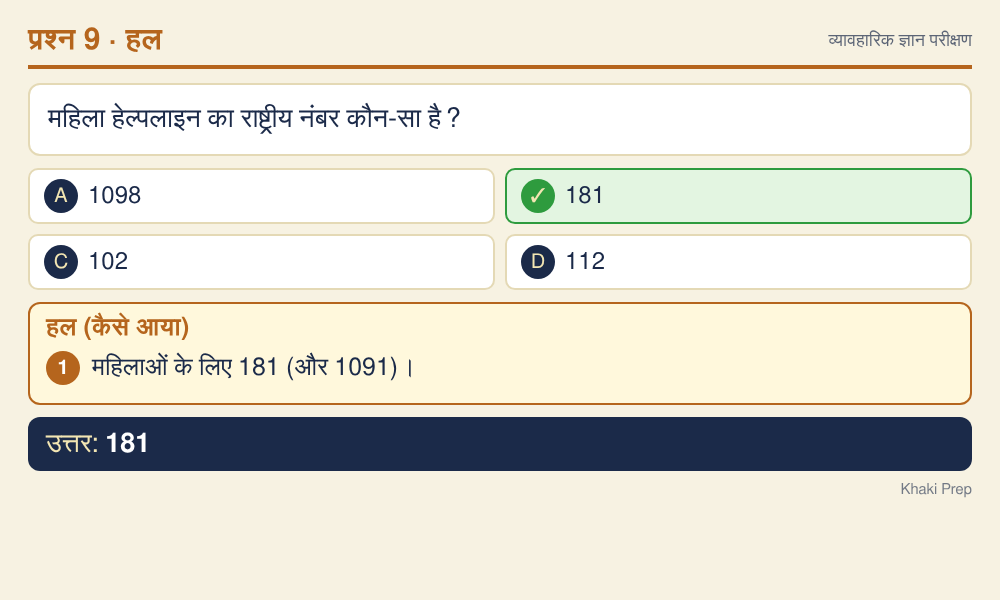 प्रश्न 9 · हल
व्यावहारिक ज्ञान परीक्षण
महिला हेल्पलाइन का राष्ट्रीय नंबर कौन-सा है ?
A 1098
✓ 181
C 102
D 112
हल (कैसे आया)
1 महिलाओं के लिए 181 (और 1091) ।
उत्तर: 181
Khaki Prep